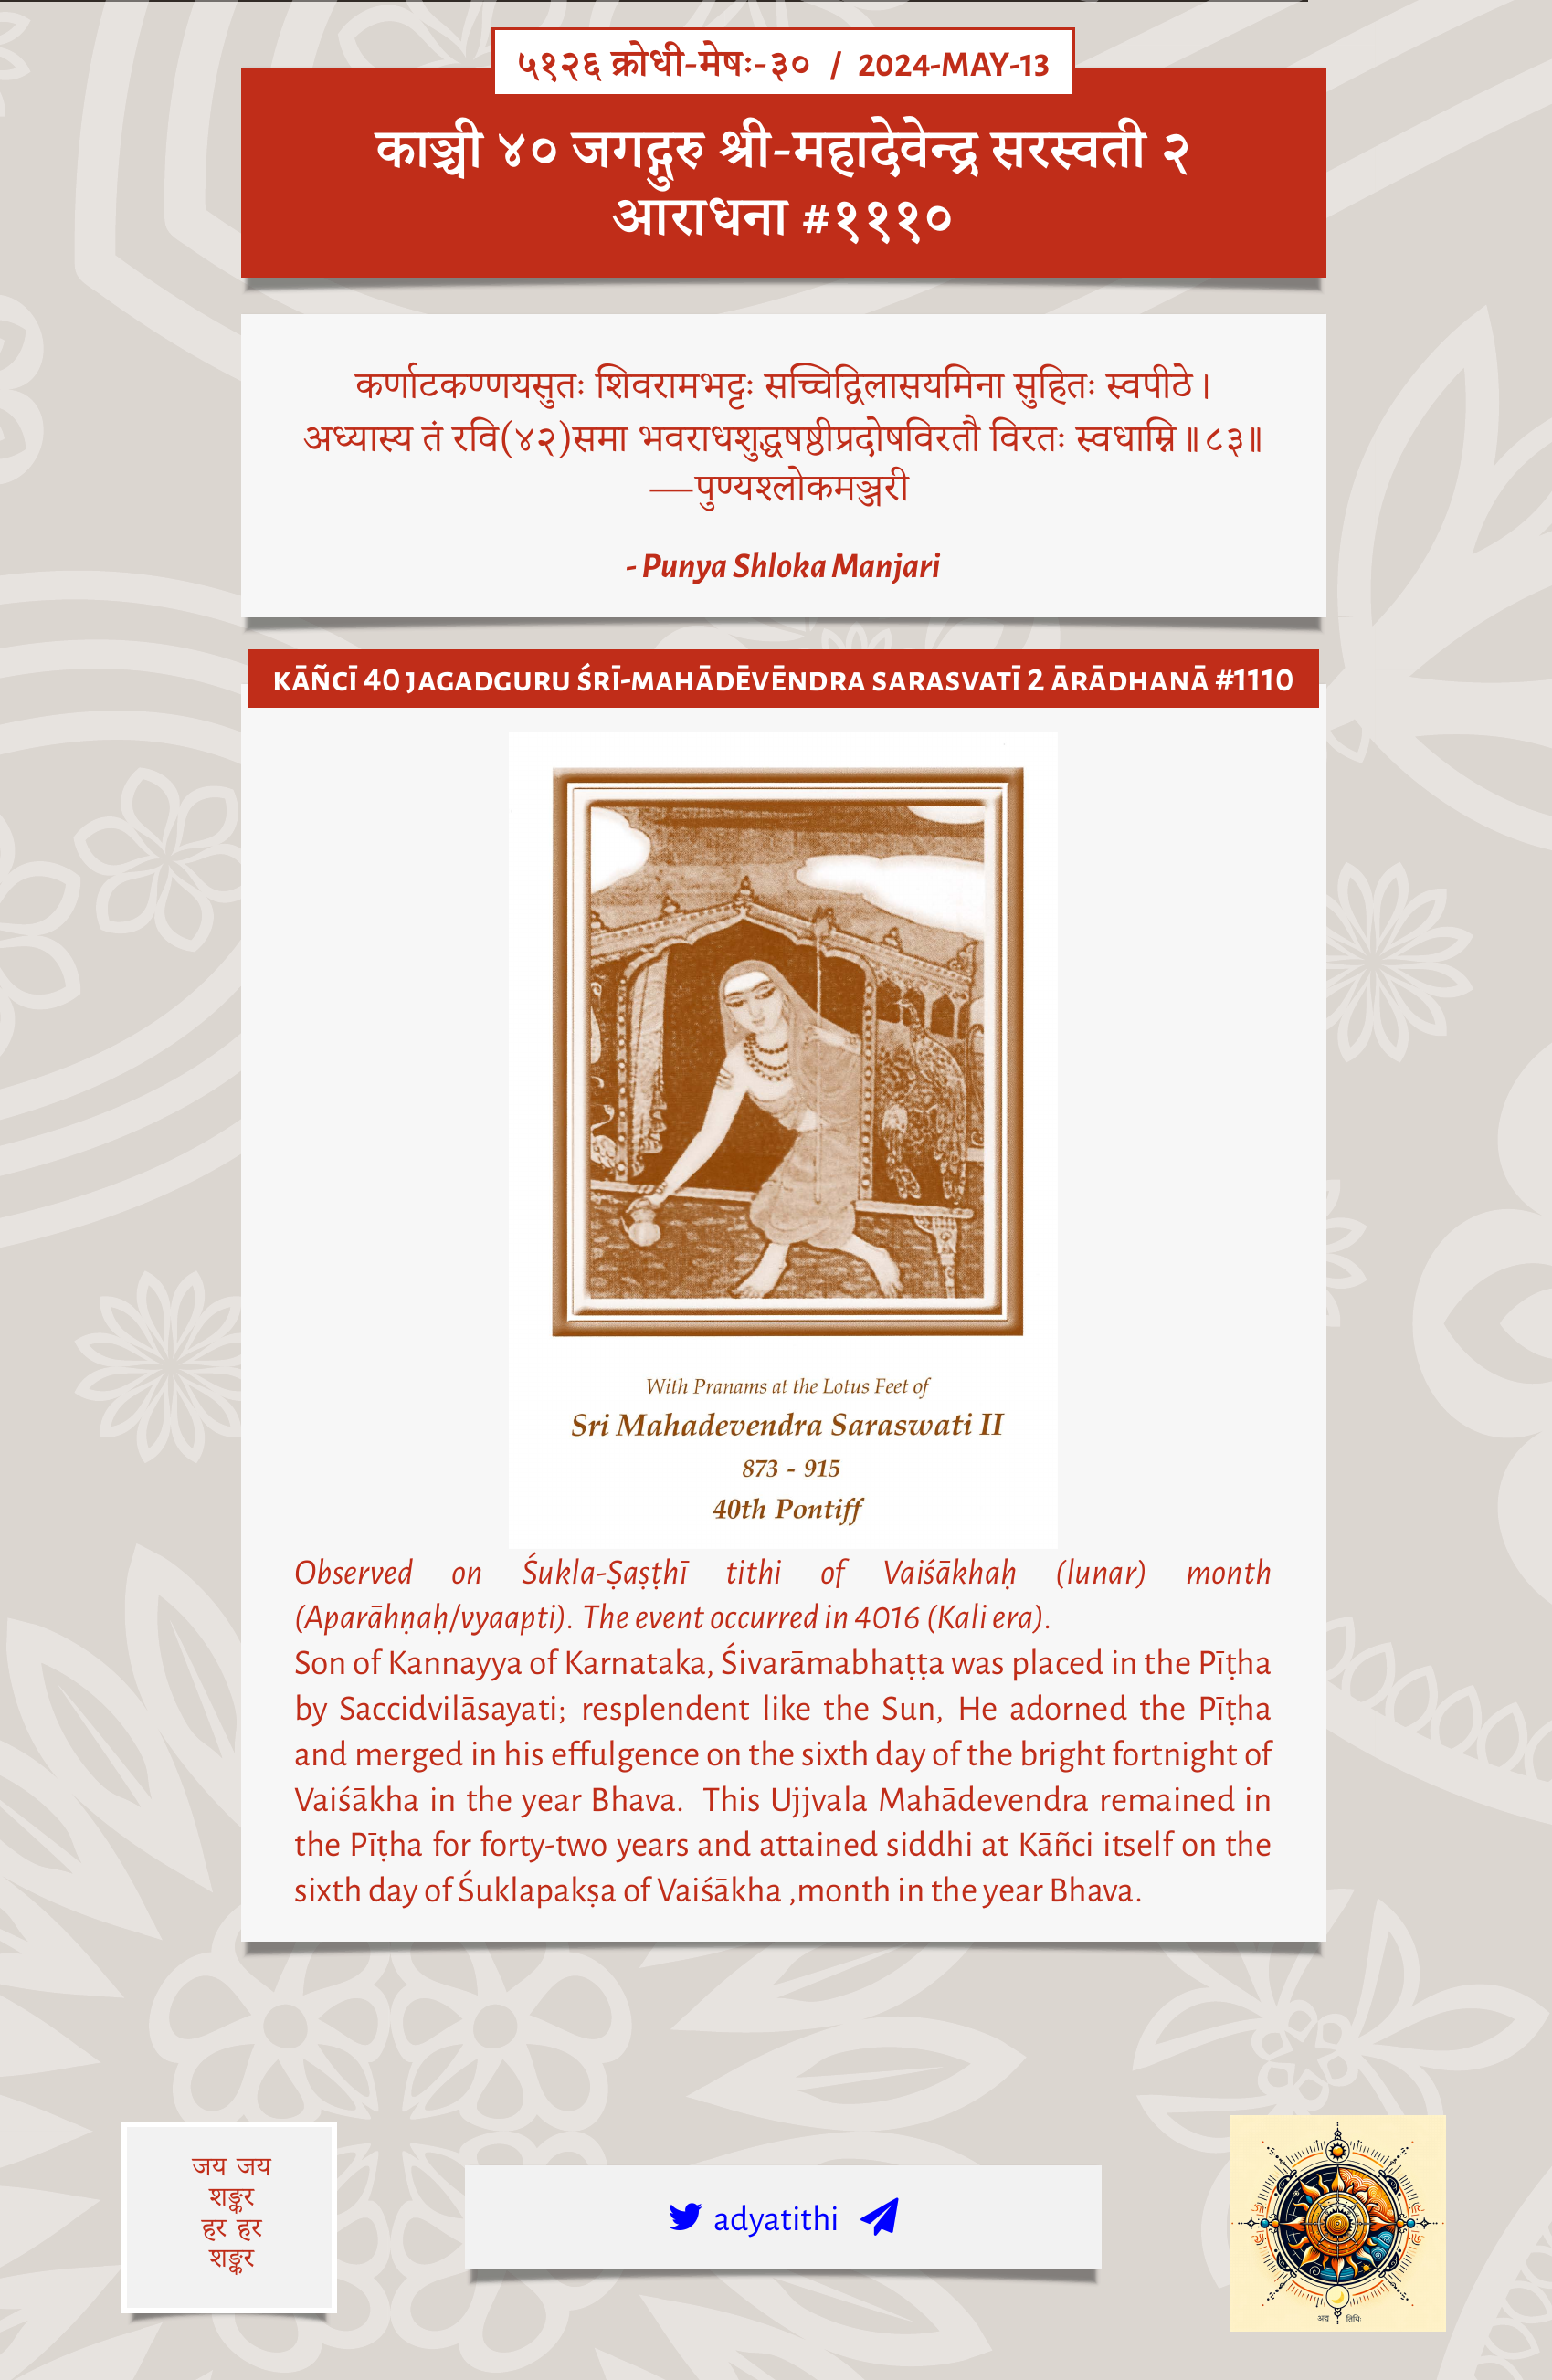 ५१२६ क्रोधी-मेषः-३० / 2024-MAY-13
काञ्ची ४० जगद्गुरु श्री-महादेवेन्द्र सरस्वती २
आराधना #१११०
कर्णाटकण्णयसुतः शिवरामभट्टः सच्चिद्विलासयमिना सुहितः स्वपीठे।
अध्यास्य तं रवि(४२)समा भवराधशुद्धषष्ठीप्रदोषविरतौ विरतः स्वधाम्नि॥८३॥
—पुण्यश्लोकमञ्जरी
- Punya Shloka Manjari
KĀÑCĪ 40 JAGADGURU ŚRĪ-MAHĀDĒVĒNDRA SARASVATĪ 2 ĀRĀDHANĀ #1110
With Pranams at the Lotus Feet of
Sri Mahadevendra Saraswati II
873 - 915
40th Pontiff
Observed on Śukla-Ṣaṣṭhī tithi of Vaiśākhaḥ (lunar) month
(Aparāhṇaḥ/vyaapti). The event occurred in 4016 (Kali era).
Son of Kannayya of Karnataka, Śivarāmabhaṭṭa was placed in the Pīṭha
by Saccidvilāsayati; resplendent like the Sun, He adorned the Pīṭha
and merged in his effulgence on the sixth day of the bright fortnight of
Vaiśākha in the year Bhava. This Ujjvala Mahādevendra remained in
the Pīṭha for forty-two years and attained siddhi at Kāñci itself on the
sixth day of Śuklapakṣa of Vaiśākha ,month in the year Bhava.
जय जय
शङ्कर
हर हर
शङ्कर
adyatithi
अद्य तिथिः